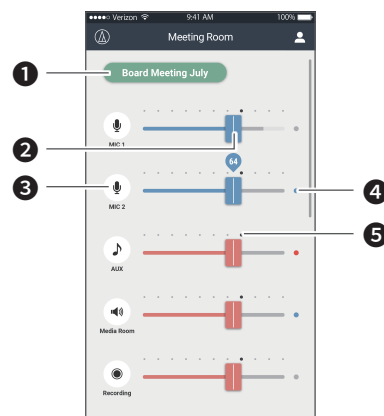 Verizon 9:41 AM 100%
Meeting Room
1
Board Meeting July
2
MIC 1
64
3
4
MIC 2
5
AUX
Media Room
Recording